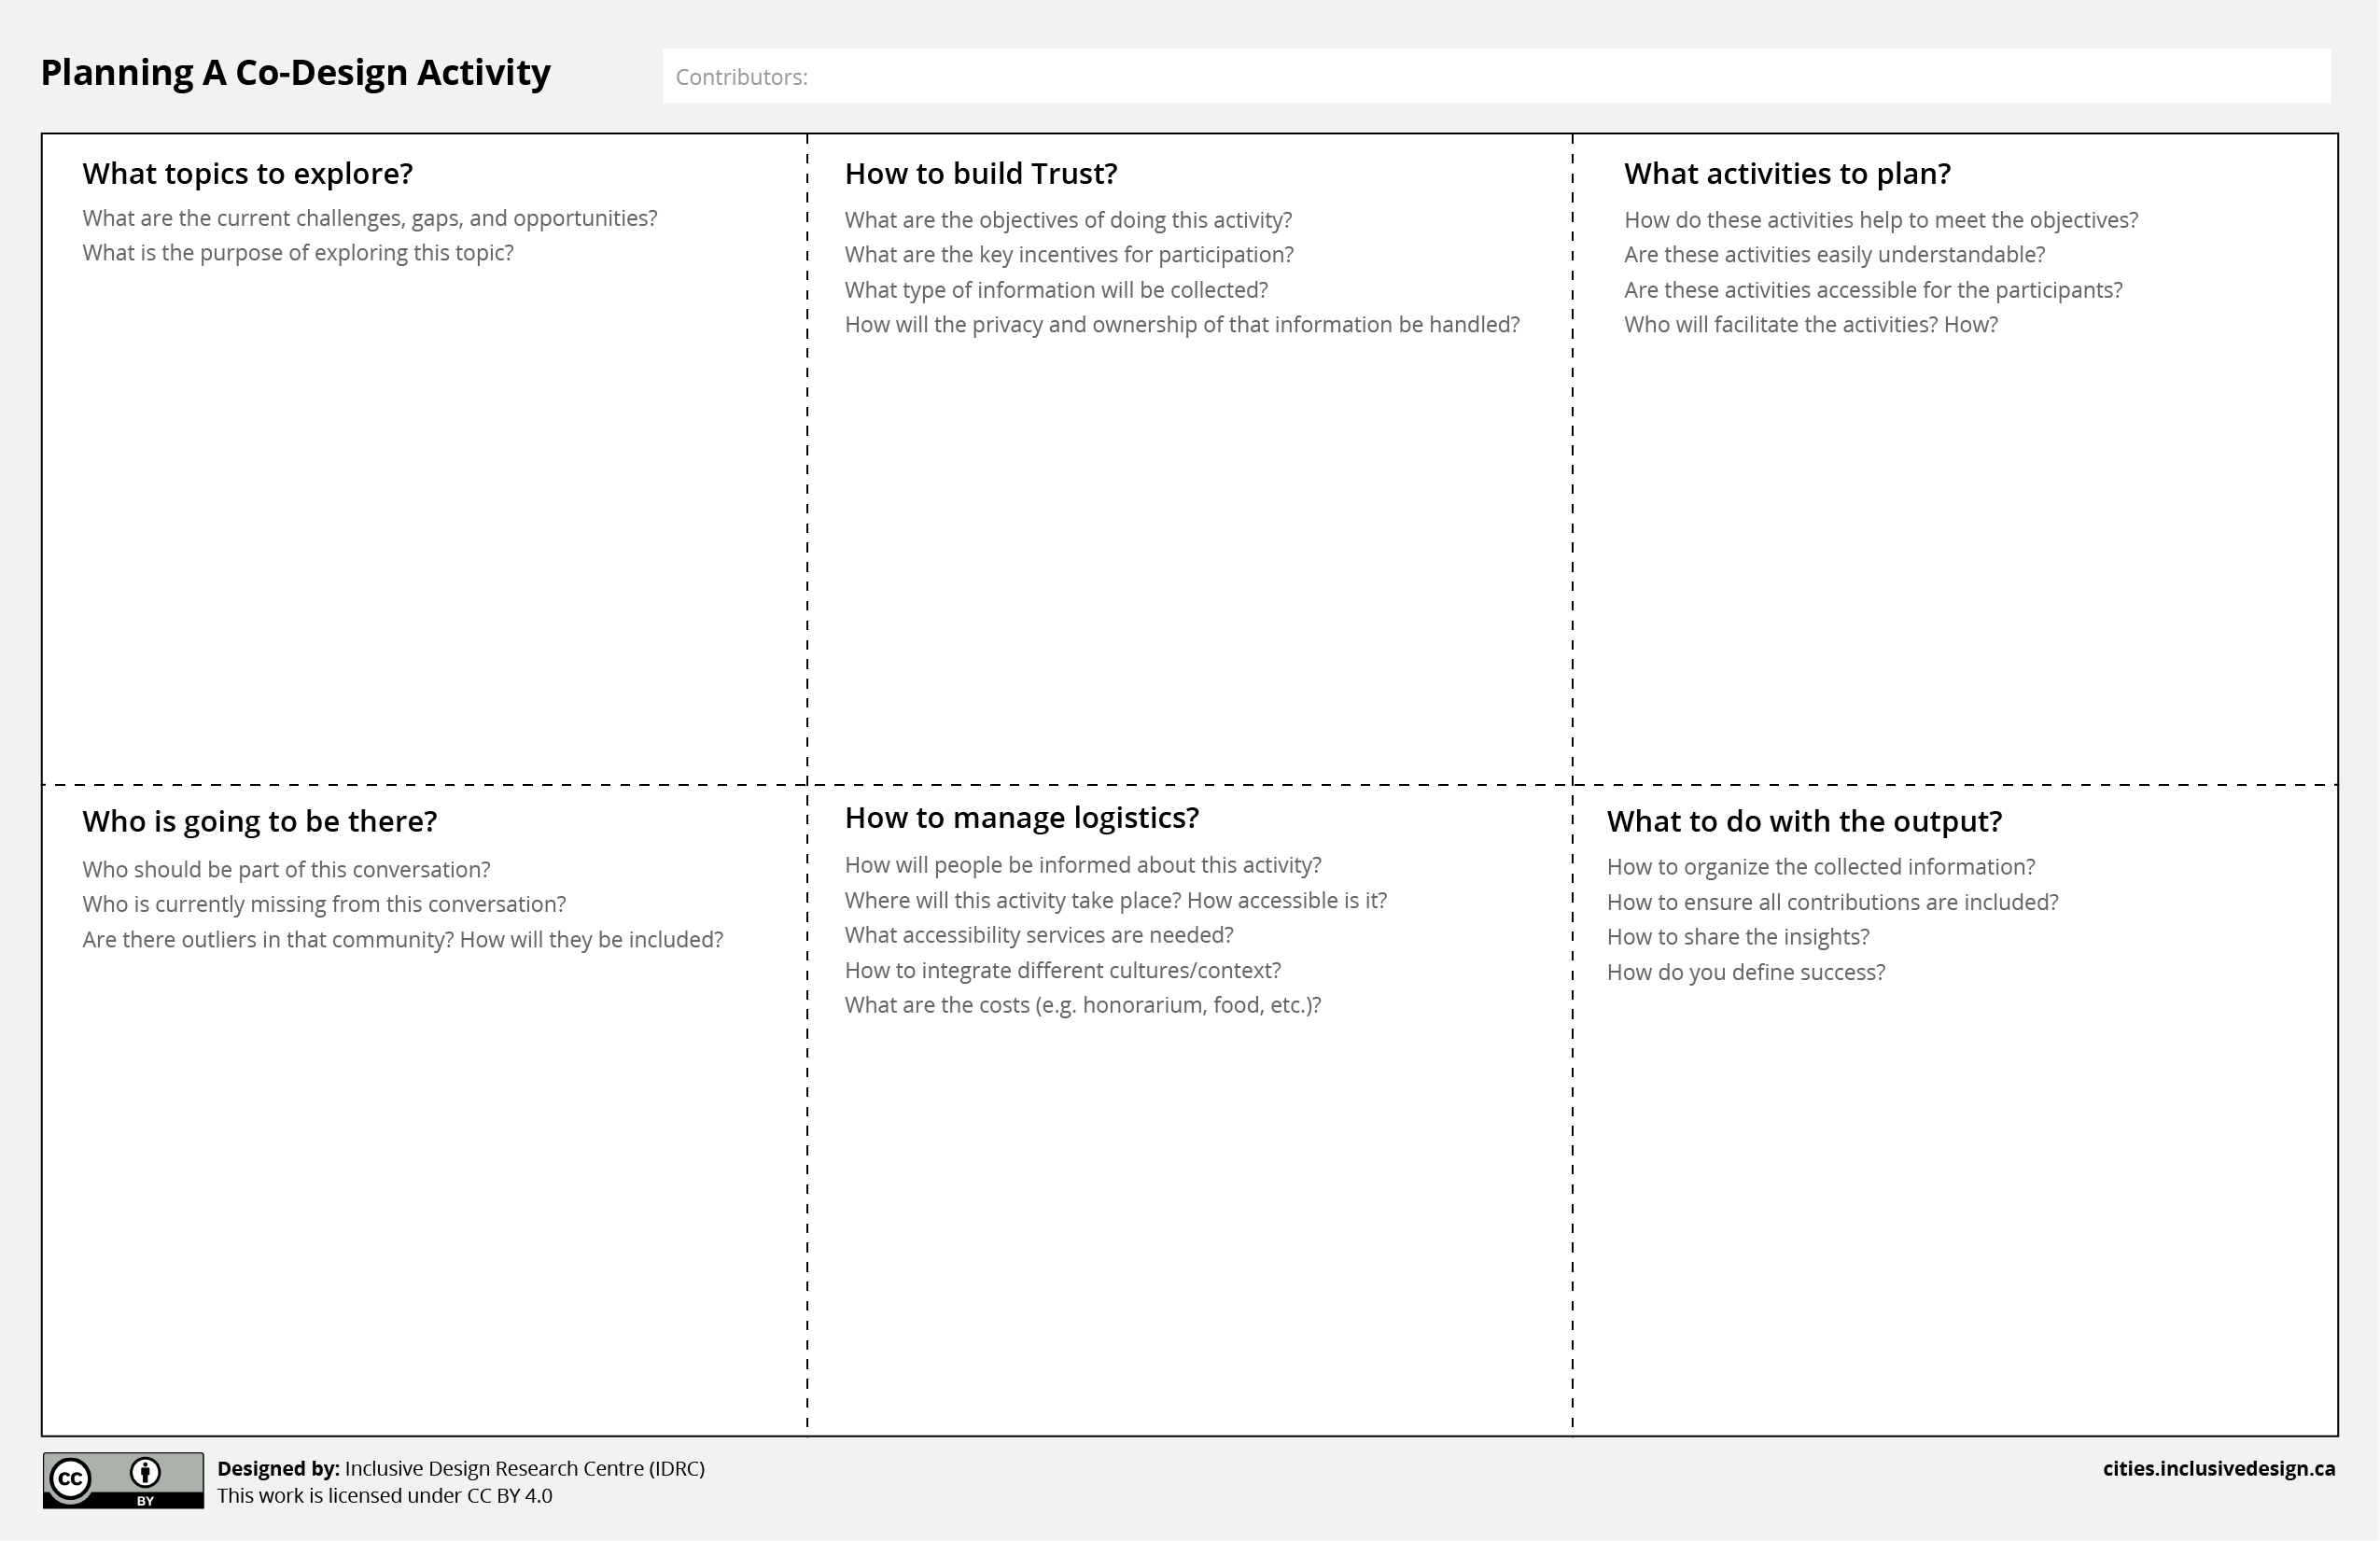 Planning A Co-Design Activity
Contributors:
What topics to explore?
What are the current challenges, gaps, and opportunities?
What is the purpose of exploring this topic?
How to build Trust?
What are the objectives of doing this activity?
What are the key incentives for participation?
What type of information will be collected?
How will the privacy and ownership of that information be handled?
What activities to plan?
How do these activities help to meet the objectives?
Are these activities easily understandable?
Are these activities accessible for the participants?
Who will facilitate the activities? How?
Who is going to be there?
Who should be part of this conversation?
Who is currently missing from this conversation?
Are there outliers in that community? How will they be included?
How to manage logistics?
How will people be informed about this activity?
Where will this activity take place? How accessible is it?
What accessibility services are needed?
How to integrate different cultures/context?
What are the costs (e.g. honorarium, food, etc.)?
What to do with the output?
How to organize the collected information?
How to ensure all contributions are included?
How to share the insights?
How do you define success?
cc
BY
Designed by: Inclusive Design Research Centre (IDRC)
This work is licensed under CC BY 4.0
cities.inclusivedesign.ca